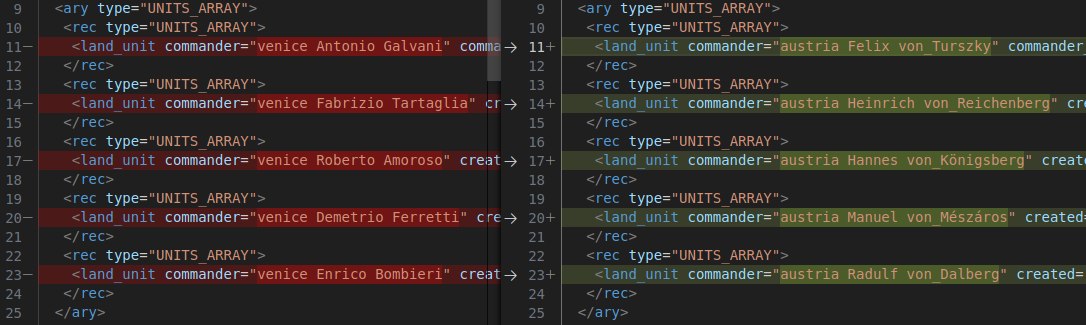 9 <ary type="UNITS_ARRAY">
10 <rec type="UNITS_ARRAY">
11− <land_unit commander="venice Antonio Galvani" comma
12 </rec>
13 <rec type="UNITS_ARRAY">
14− <land_unit commander="venice Fabrizio Tartaglia" cr
15 </rec>
16 <rec type="UNITS_ARRAY">
17− <land_unit commander="venice Roberto Amoroso" creat
18 </rec>
19 <rec type="UNITS_ARRAY">
20− <land_unit commander="venice Demetrio Ferretti" cre
21 </rec>
22 <rec type="UNITS_ARRAY">
23− <land_unit commander="venice Enrico Bombieri" creat
24 </rec>
25 </ary>
9 <ary type="UNITS_ARRAY">
10 <rec type="UNITS_ARRAY">
→ 11+ <land_unit commander="austria Felix von_Turszky" commander_
12 </rec>
13 <rec type="UNITS_ARRAY">
→ 14+ <land_unit commander="austria Heinrich von_Reichenberg" cre
15 </rec>
16 <rec type="UNITS_ARRAY">
→ 17+ <land_unit commander="austria Hannes von_Königsberg" create
18 </rec>
19 <rec type="UNITS_ARRAY">
→ 20+ <land_unit commander="austria Manuel von_Mészáros" created=
21 </rec>
22 <rec type="UNITS_ARRAY">
→ 23+ <land_unit commander="austria Radulf von_Dalberg" created=
24 </rec>
25 </ary>